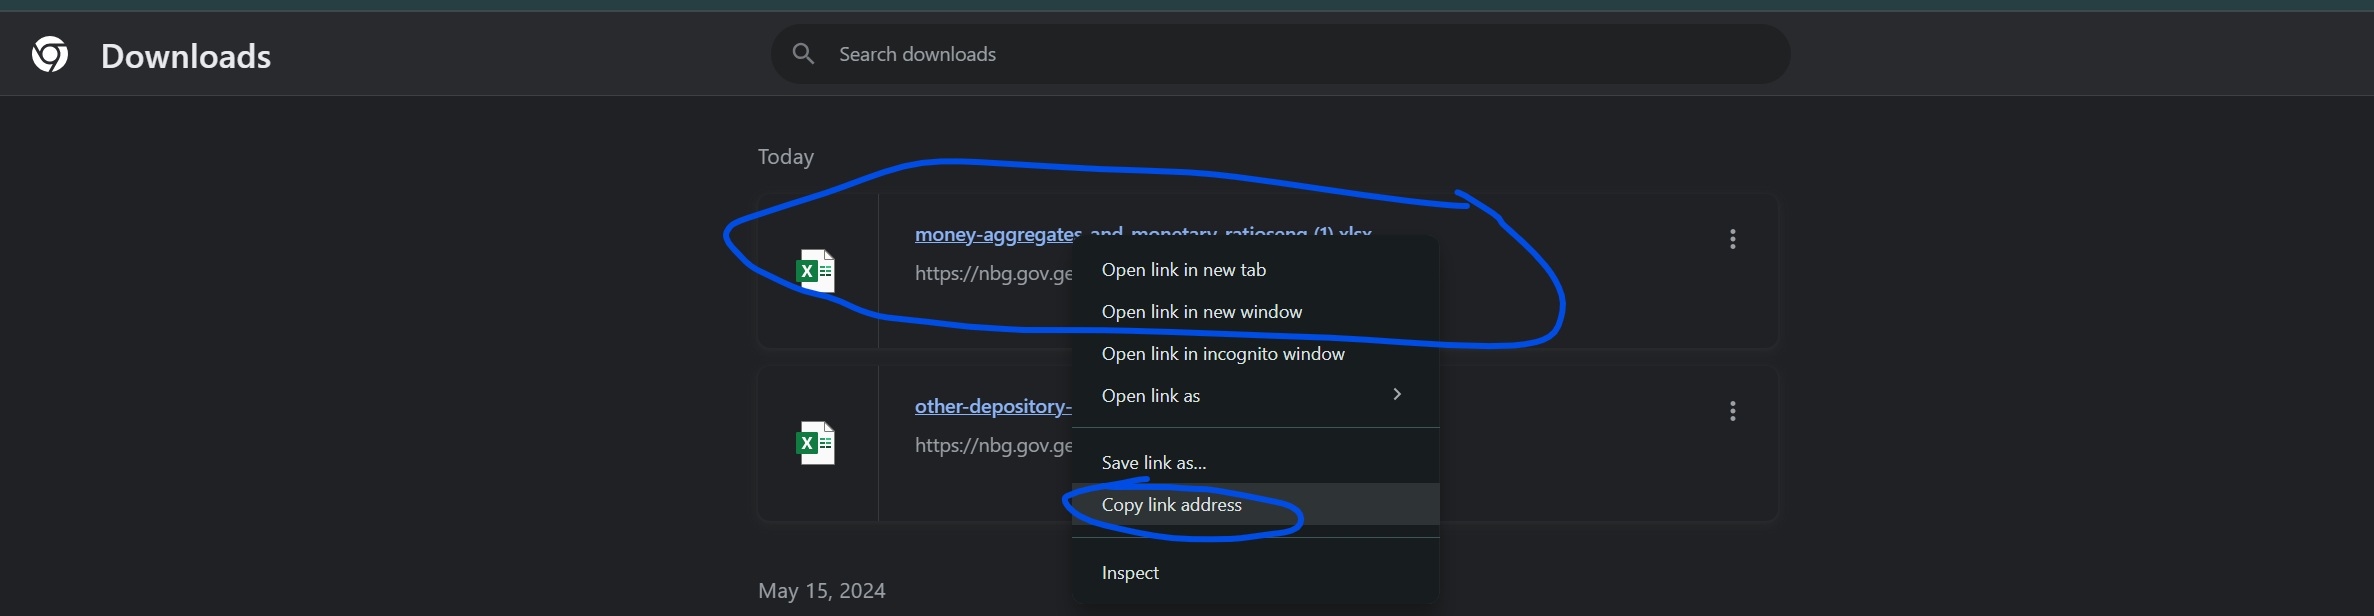 Downloads
Search downloads
Today
money-aggregates-and-monetary-ratioseng (1).xlsx
https://nbg.gov.ge
Open link in new tab
Open link in new window
Open link in incognito window
Open link as
other-depository-
https://nbg.gov.ge
Save link as...
Copy link address
Inspect
May 15, 2024